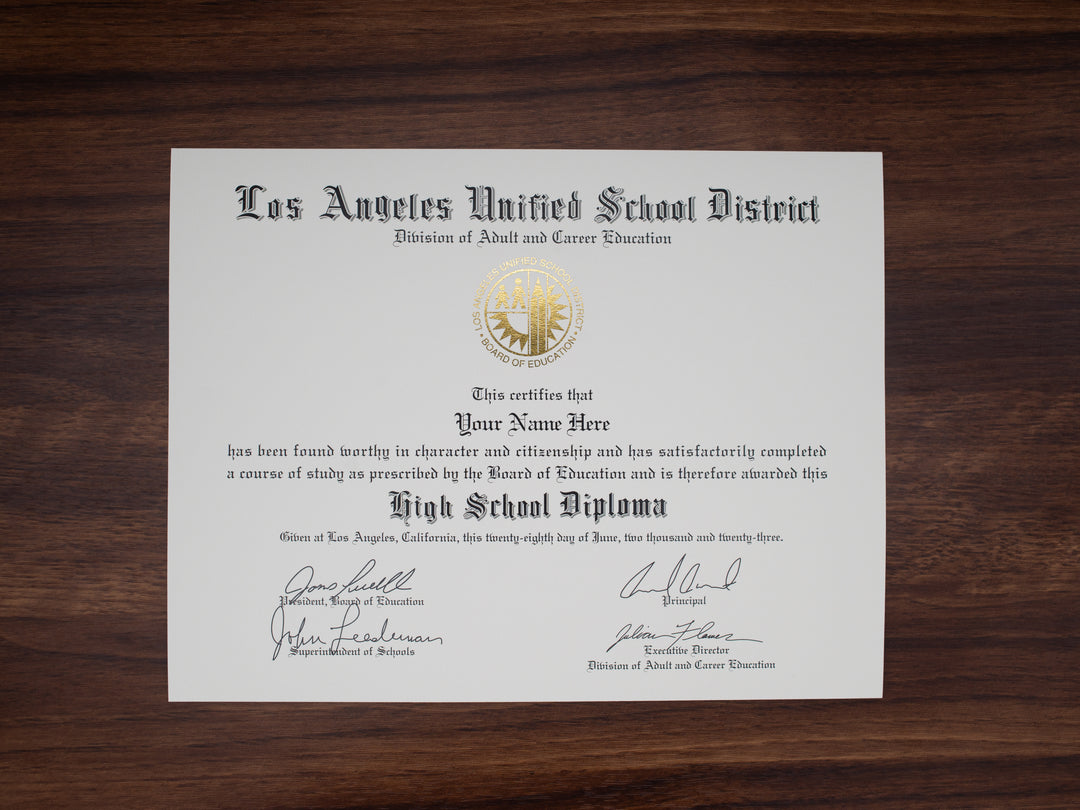 Los Angeles Unified School District
Division of Adult and Career Education
LOS ANGELES UNIFIED SCHOOL DISTRICT • BOARD OF EDUCATION •
This certifies that
Your Name Here
has been found worthy in character and citizenship and has satisfactorily completed
a course of study as prescribed by the Board of Education and is therefore awarded this
High School Diploma
Given at Los Angeles, California, this twenty-eighth day of June, two thousand and twenty-three.
President, Board of Education
Principal
John
Superintendent of Schools
Executive Director
Division of Adult and Career Education